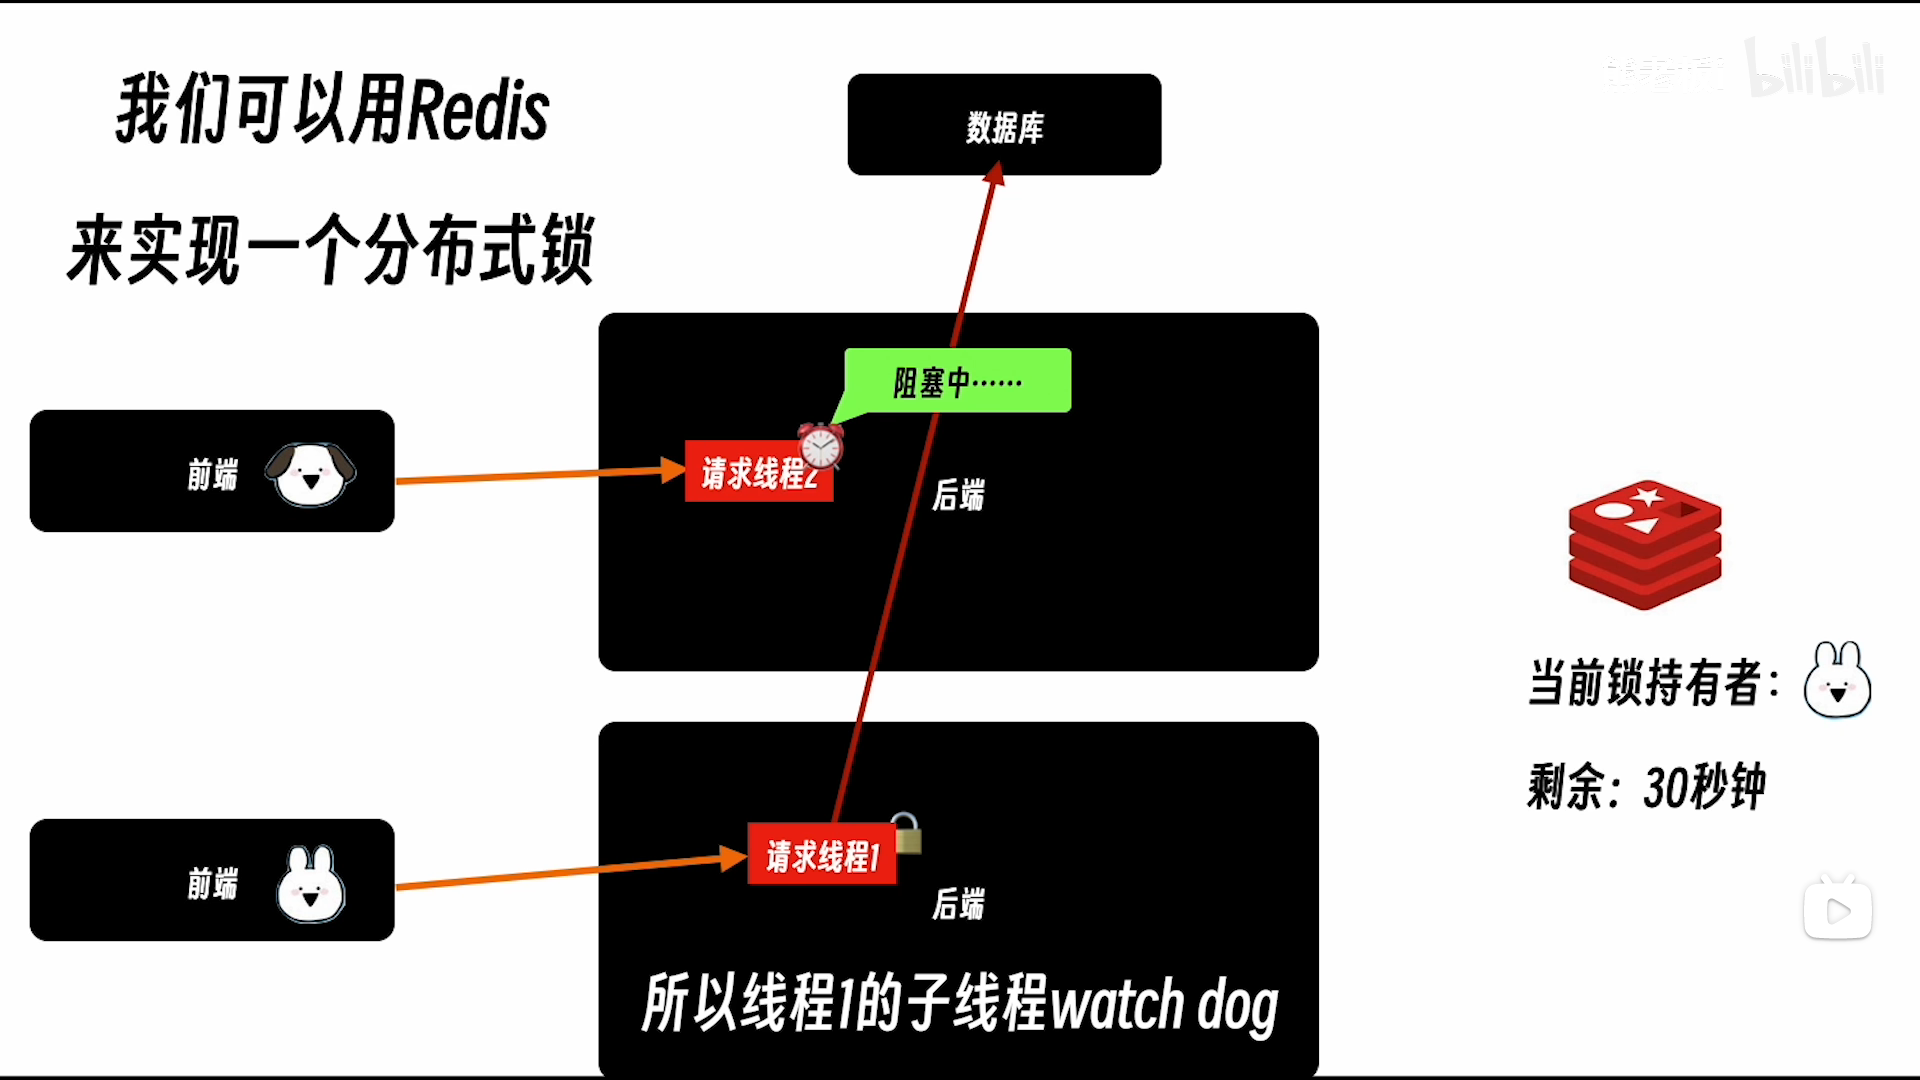 我们可以用Redis
来实现一个分布式锁
bilibili
数据库
阻塞中……
前端
请求线程2
后端
当前锁持有者：
剩余：30秒钟
前端
请求线程1
后端
所以线程1的子线程watch dog